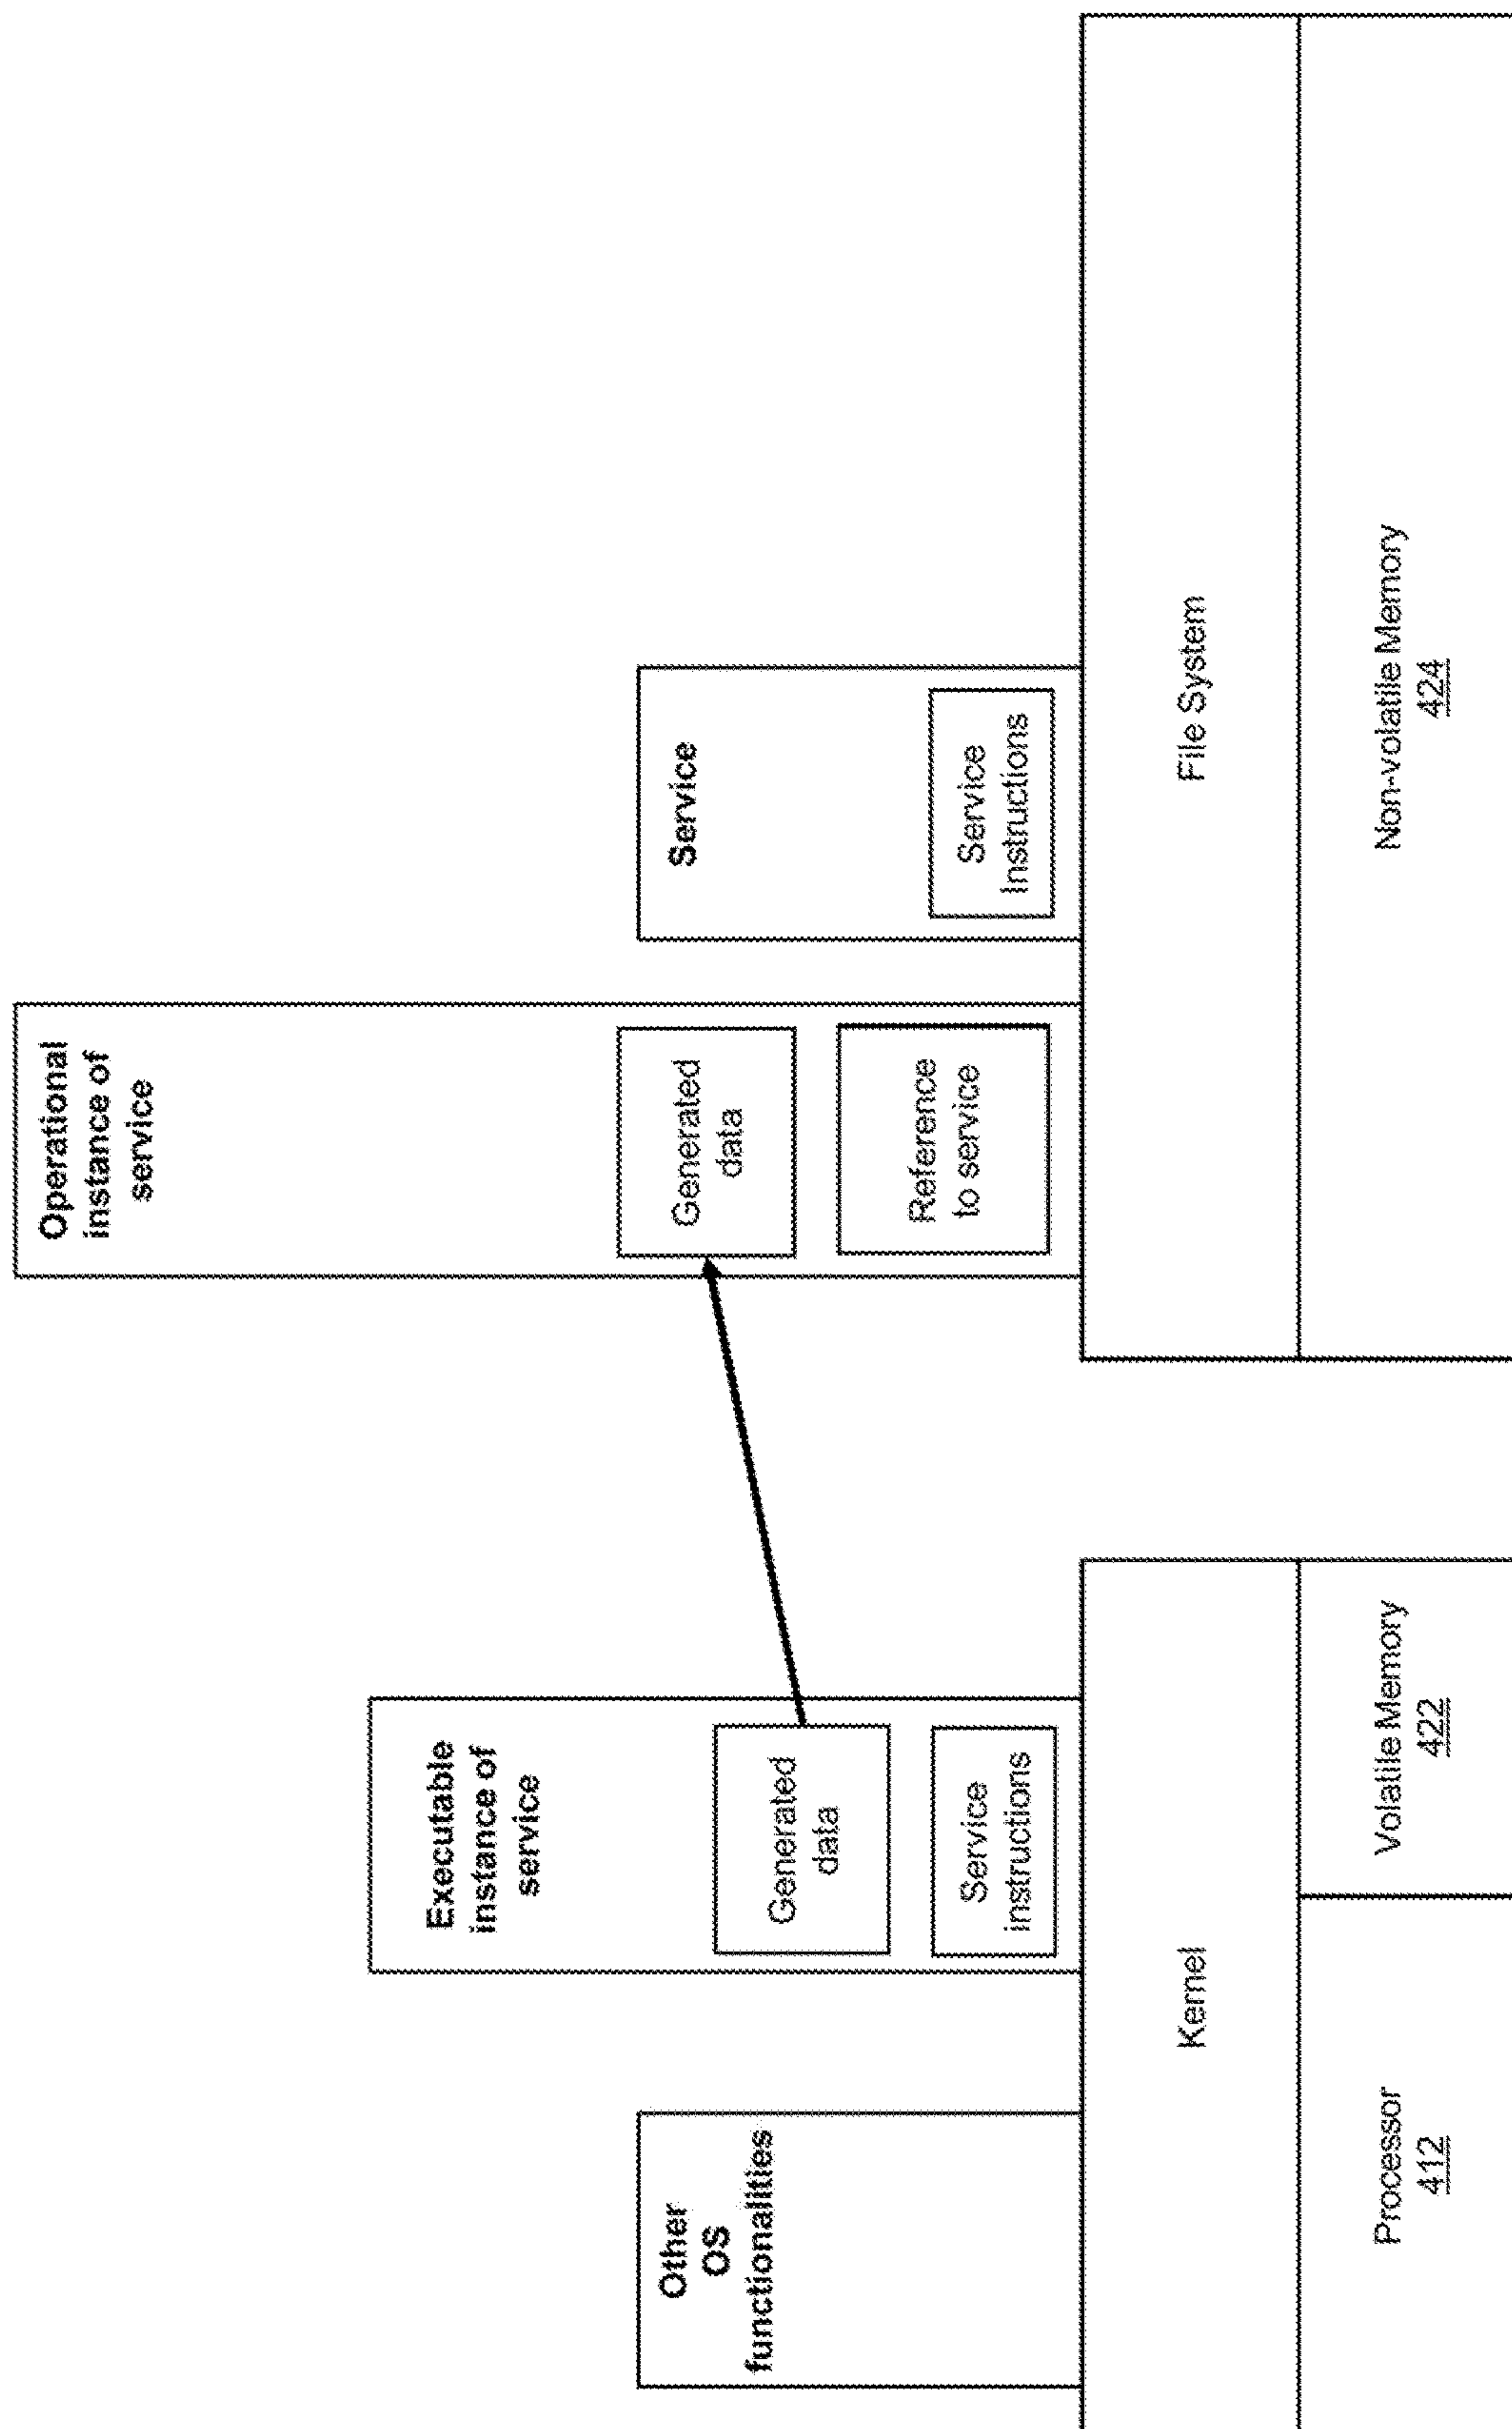 Other
OS
functionalities
Executable
instance of
service
Generated
data
Service
instructions
Kernel
Processor
412
Volatile Memory
422
Operational
instance of
service
Generated
data
Reference
to service
Service
Service
Instructions
File System
Non-volatile Memory
424